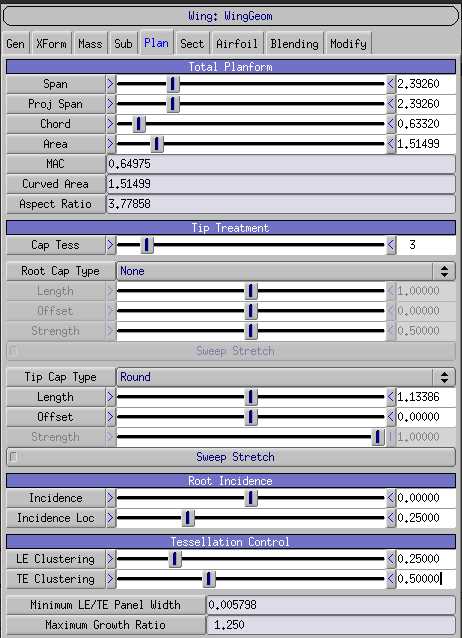 Wing: WingGeom
Gen XForm Mass Sub Plan Sect Airfoil Blending Modify
Total Planform
Span > < 2.39260
Proj Span > < 2.39260
Chord > < 0.63320
Area > < 1.51499
MAC 0.64975
Curved Area 1.51499
Aspect Ratio 3.77858
Tip Treatment
Cap Tess > < 3
Root Cap Type None
Length > < 1.00000
Offset > < 0.00000
Strength > < 0.50000
Sweep Stretch
Tip Cap Type Round
Length > < 1.13386
Offset > < 0.00000
Strength > | 1.00000
Sweep Stretch
Root Incidence
Incidence > < 0.00000
Incidence Loc > < 0.25000
Tessellation Control
LE Clustering > < 0.25000
TE Clustering > < 0.50000
Minimum LE/TE Panel Width 0.005798
Maximum Growth Ratio 1.250